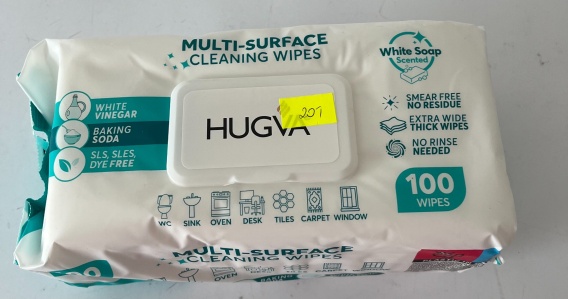 MULTI-SURFACE
CLEANING WIPES
White Soap
Scented
WHITE
VINEGAR
BAKING
SODA
SLS, SLES,
DYE FREE
HUGVA
SMEAR FREE
NO RESIDUE
EXTRA WIDE
THICK WIPES
NO RINSE
NEEDED
100
WIPES
WC SINK OVEN DESK TILES CARPET WINDOW
MULTI-SURFACE
CLEANING WIPES
OVEN